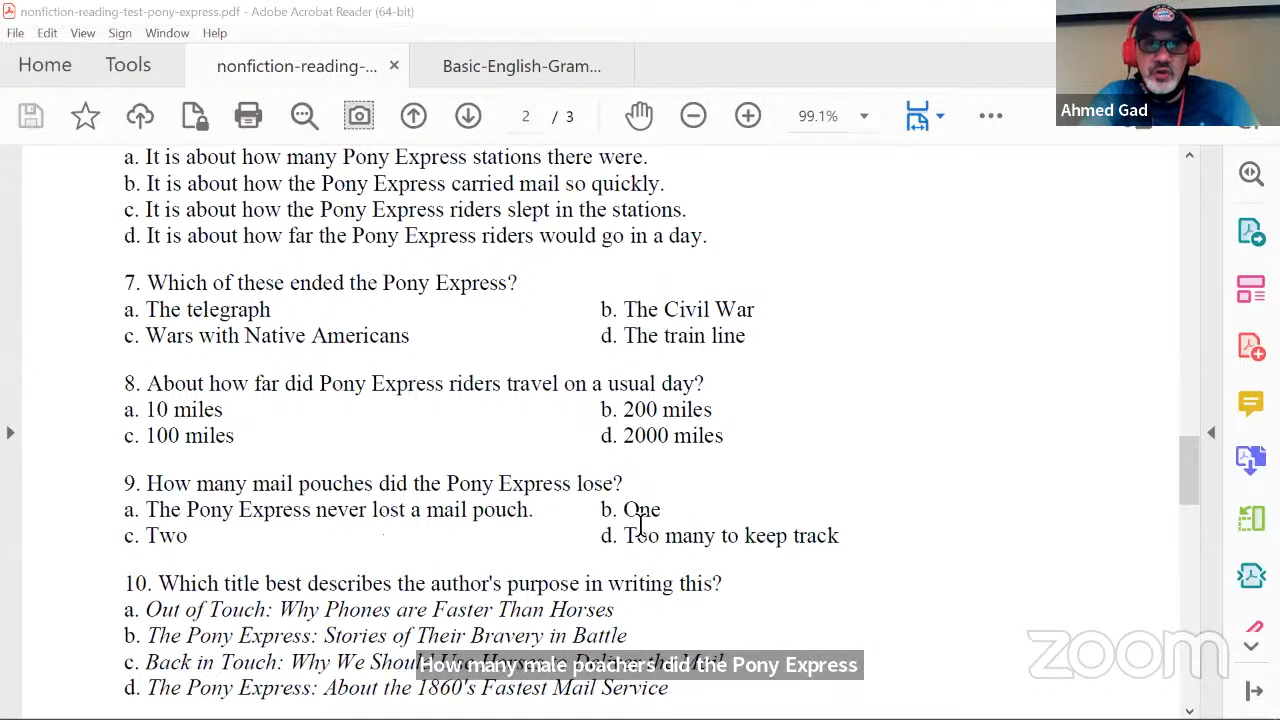 nonfiction-reading-test-pony-express.pdf - Adobe Acrobat Reader (64-bit)
File Edit View Sign Window Help
Home Tools nonfiction-reading-... × Basic-English-Gram...
2 / 3 99.1%
Ahmed Gad
a. It is about how many Pony Express stations there were.
b. It is about how the Pony Express carried mail so quickly.
c. It is about how the Pony Express riders slept in the stations.
d. It is about how far the Pony Express riders would go in a day.
7. Which of these ended the Pony Express?
a. The telegraph b. The Civil War
c. Wars with Native Americans d. The train line
8. About how far did Pony Express riders travel on a usual day?
a. 10 miles b. 200 miles
c. 100 miles d. 2000 miles
9. How many mail pouches did the Pony Express lose?
a. The Pony Express never lost a mail pouch. b. One
c. Two d. Too many to keep track
10. Which title best describes the author's purpose in writing this?
a. Out of Touch: Why Phones are Faster Than Horses
b. The Pony Express: Stories of Their Bravery in Battle
c. Back in Touch: Why We Should
How many male poachers did the Pony Express
d. The Pony Express: About the 1860's Fastest Mail Service
zoom